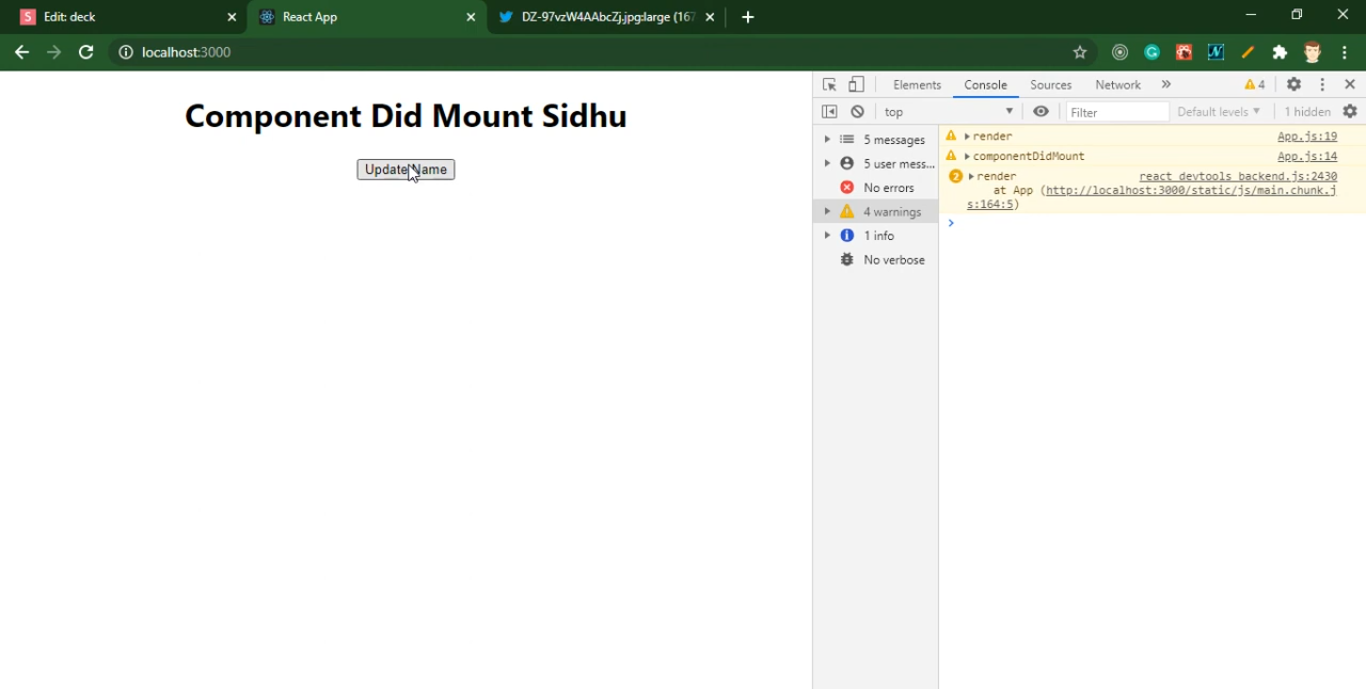 Edit: deck
React App
DZ-97vzW4AAbcZj.jpg:large (167
localhost:3000
Component Did Mount Sidhu
Update Name
Elements Console Sources Network » 4
top Filter Default levels 1 hidden
5 messages
5 user mess...
No errors
4 warnings
1 info
No verbose
render App.js:19
componentDidMount App.js:14
2 render react devtools backend.js:2430
at App (http://localhost:3000/static/js/main.chunk.j
s:164:5)